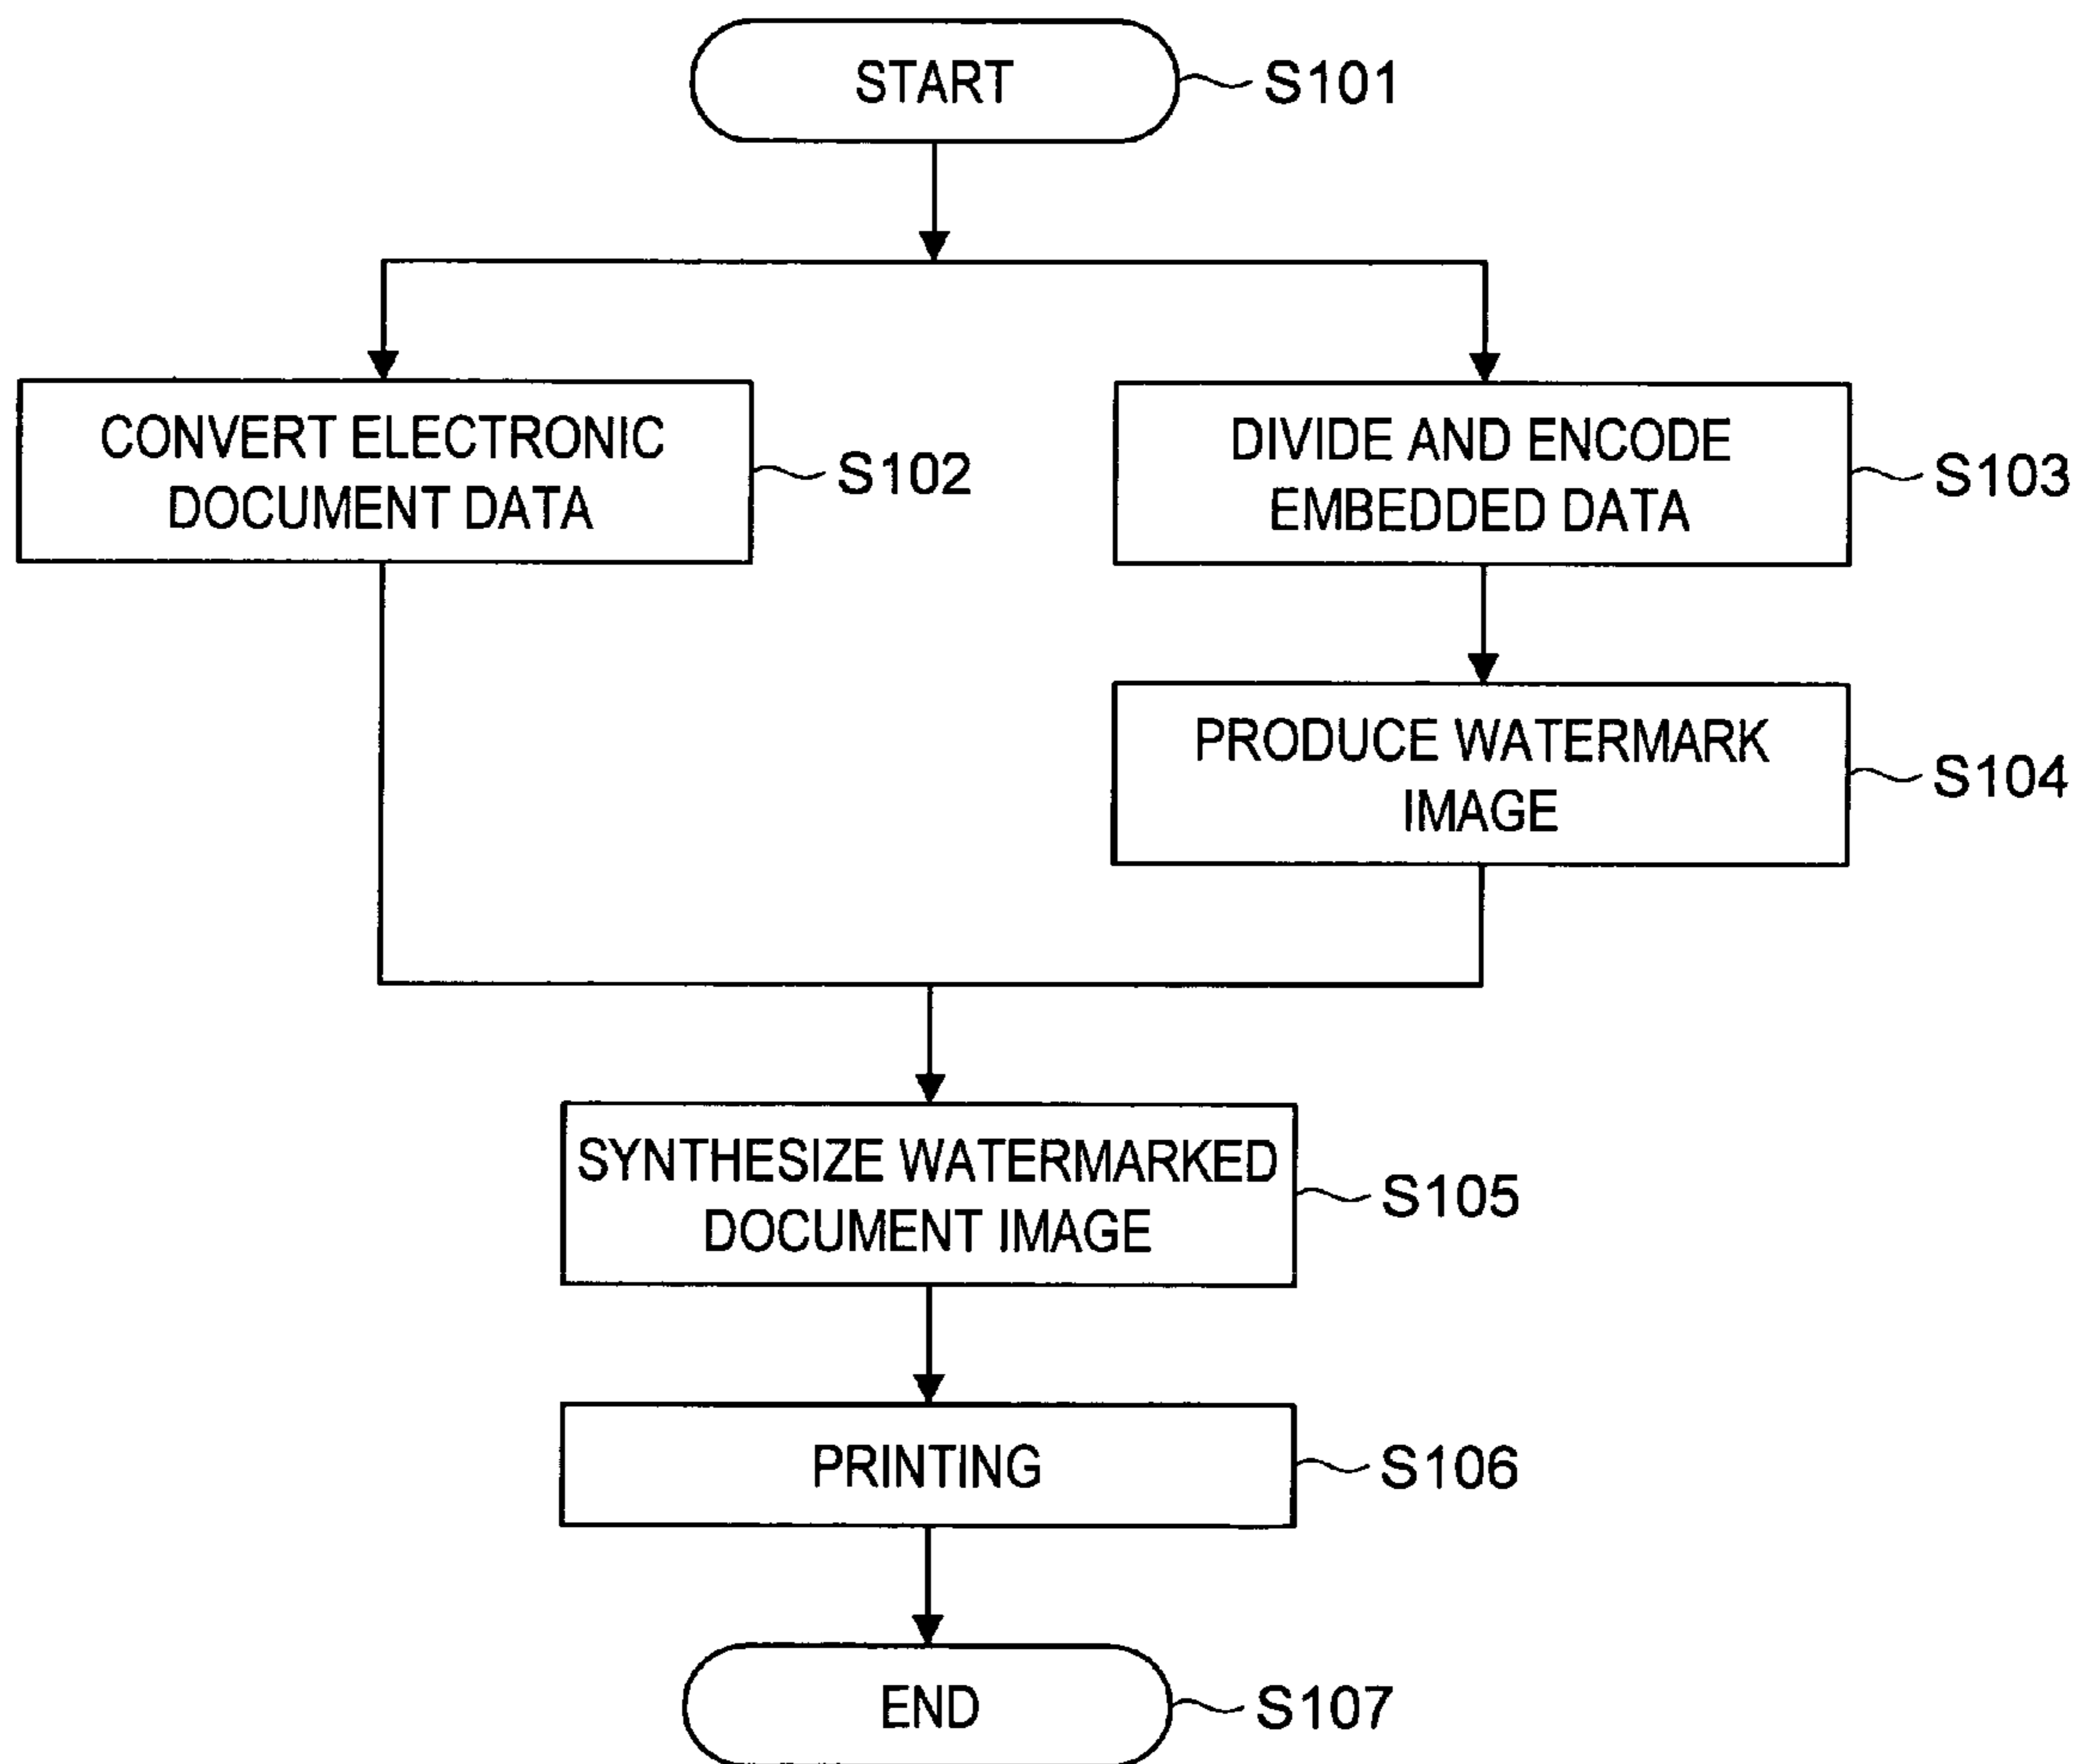 START
S101
CONVERT ELECTRONIC
DOCUMENT DATA
S102
DIVIDE AND ENCODE
EMBEDDED DATA
S103
PRODUCE WATERMARK
IMAGE
S104
SYNTHESIZE WATERMARKED
DOCUMENT IMAGE
S105
PRINTING
S106
END
S107